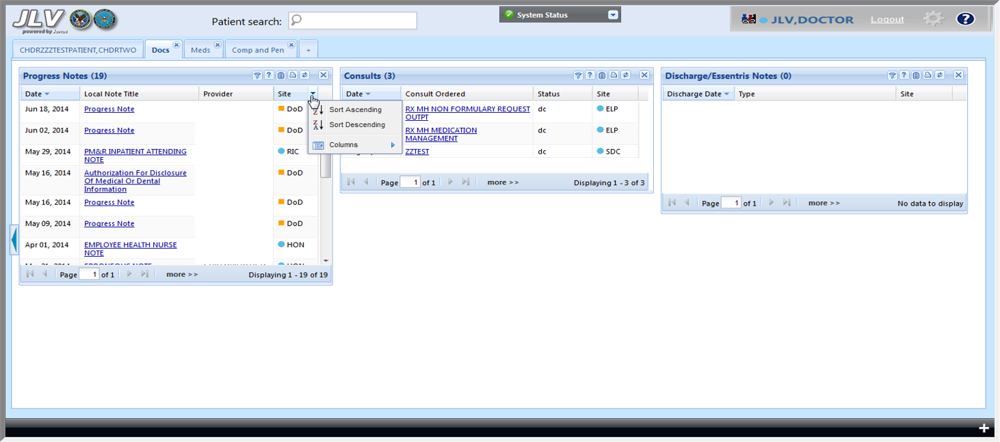 JLV
powered by Janus
Patient search:
System Status
JLV,DOCTOR
Logout
?
CHDRZZZTESTPATIENT,CHDRTWO
Docs
Meds
Comp and Pen
+
Progress Notes (19)
Date
Local Note Title
Provider
Site
Jun 18, 2014
Progress Note
DoD
Jun 02, 2014
Progress Note
DoD
May 29, 2014
PM&R INPATIENT ATTENDING
NOTE
RIC
May 16, 2014
Authorization For Disclosure
Of Medical Or Dental
Information
DoD
May 16, 2014
Progress Note
DoD
May 09, 2014
Progress Note
DoD
Apr 01, 2014
EMPLOYEE HEALTH NURSE
NOTE
HON
Page 1 of 1
more >>
Displaying 1 - 19 of 19
Sort Ascending
Sort Descending
Columns
Consults (3)
Date
Consult Ordered
Status
Site
RX MH NON FORMULARY REQUEST
OUTPT
dc
ELP
RX MH MEDICATION
MANAGEMENT
dc
ELP
ZZTEST
dc
SDC
Page 1 of 1
more >>
Displaying 1 - 3 of 3
Discharge/Essentris Notes (0)
Discharge Date
Type
Site
Page 1 of 1
more >>
No data to display
+